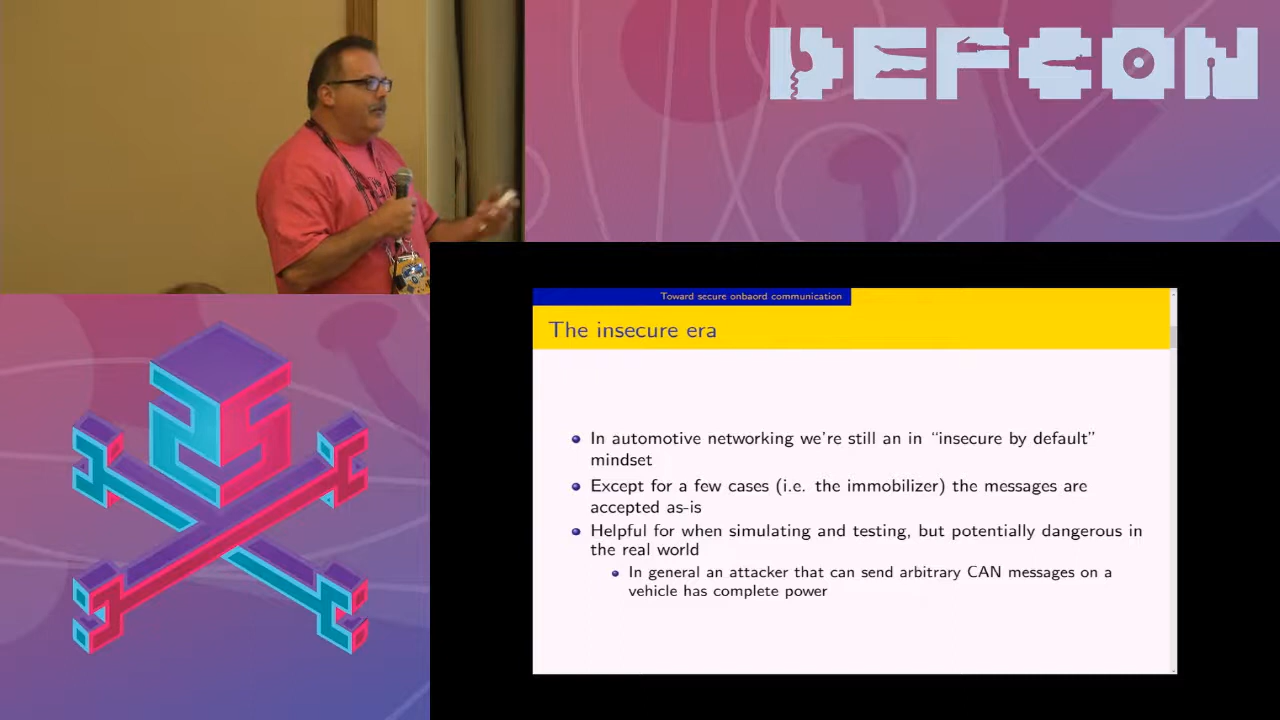 DEFCON
Toward secure onbaord communication
The insecure era
In automotive networking we're still an in “insecure by default”
mindset
Except for a few cases (i.e. the immobilizer) the messages are
accepted as-is
Helpful for when simulating and testing, but potentially dangerous in
the real world
In general an attacker that can send arbitrary CAN messages on a
vehicle has complete power